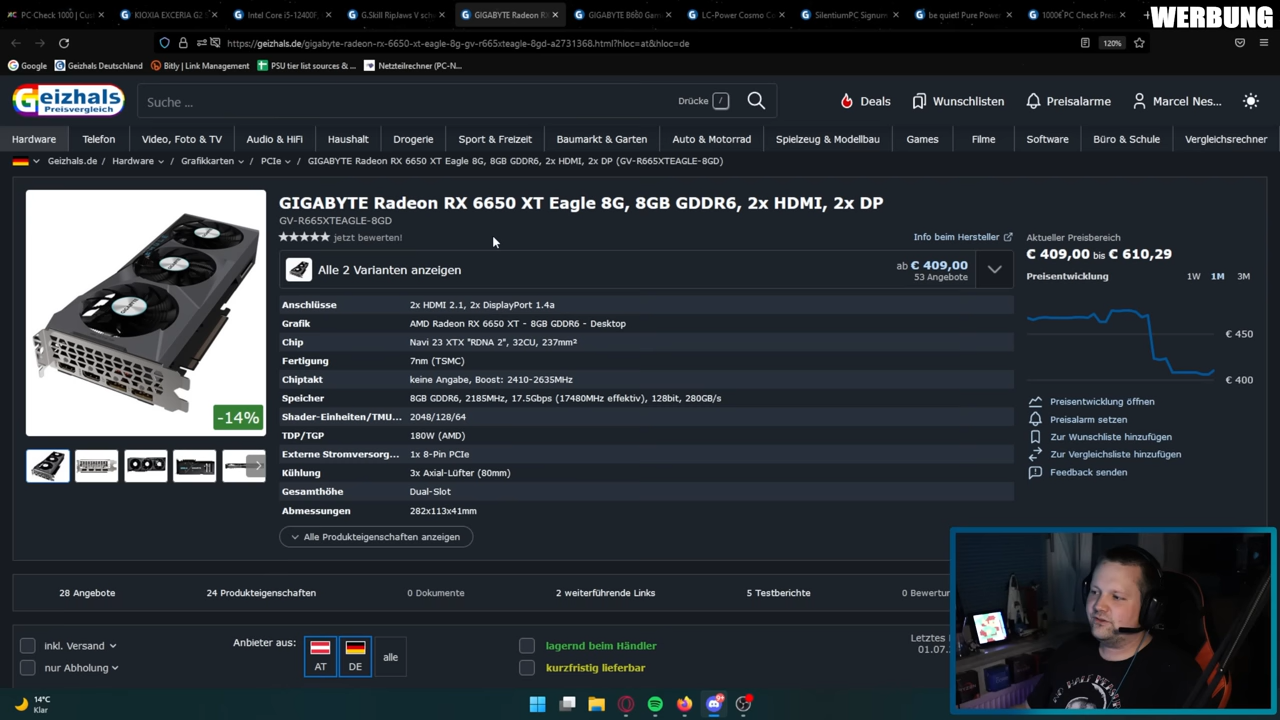 PC-Check 1000 | Cu
KIOXIA EXCERIA G2
Intel Core i5-12400F,
G.Skill RipJaws V sch
GIGABYTE Radeon RX
GIGABYTE B660 Gam
LC-Power Cosmo Ca
SilentiumPC Signum
be quiet! Pure Power
1000€ PC Check Prei
WERBUNG
https://geizhals.de/gigabyte-radeon-rx-6650-xt-eagle-8g-gv-r665xteagle-8gd-a2731368.html?hloc=at&hloc=de
120%
Google
Geizhals Deutschland
Bitly | Link Management
PSU tier list sources & ...
Netzteilrechner (PC-N...
Geizhals
Preisvergleich
Suche ...
Drücke /
Deals
Wunschlisten
Preisalarme
Marcel Nes...
Hardware
Telefon
Video, Foto & TV
Audio & HiFi
Haushalt
Drogerie
Sport & Freizeit
Baumarkt & Garten
Auto & Motorrad
Spielzeug & Modellbau
Games
Filme
Software
Büro & Schule
Vergleichsrechner
Geizhals.de / Hardware / Grafikkarten / PCIe / GIGABYTE Radeon RX 6650 XT Eagle 8G, 8GB GDDR6, 2x HDMI, 2x DP (GV-R665XTEAGLE-8GD)
GIGABYTE Radeon RX 6650 XT Eagle 8G, 8GB GDDR6, 2x HDMI, 2x DP
GV-R665XTEAGLE-8GD
jetzt bewerten!
Info beim Hersteller
Alle 2 Varianten anzeigen
ab € 409,00
53 Angebote
Anschlüsse 2x HDMI 2.1, 2x DisplayPort 1.4a
Grafik AMD Radeon RX 6650 XT - 8GB GDDR6 - Desktop
Chip Navi 23 XTX "RDNA 2", 32CU, 237mm²
Fertigung 7nm (TSMC)
Chiptakt keine Angabe, Boost: 2410-2635MHz
Speicher 8GB GDDR6, 2185MHz, 17.5Gbps (17480MHz effektiv), 128bit, 280GB/s
Shader-Einheiten/TMU... 2048/128/64
TDP/TGP 180W (AMD)
Externe Stromversorg... 1x 8-Pin PCIe
Kühlung 3x Axial-Lüfter (80mm)
Gesamthöhe Dual-Slot
Abmessungen 282x113x41mm
Alle Produkteigenschaften anzeigen
-14%
Aktueller Preisbereich
€ 409,00 bis € 610,29
Preisentwicklung 1W 1M 3M
€ 450
€ 400
Preisentwicklung öffnen
Preisalarm setzen
Zur Wunschliste hinzufügen
Zur Vergleichsliste hinzufügen
Feedback senden
28 Angebote
24 Produkteigenschaften
0 Dokumente
2 weiterführende Links
5 Testberichte
0 Bewertun
inkl. Versand
nur Abholung
Anbieter aus:
AT
DE
alle
lagernd beim Händler
kurzfristig lieferbar
Letztes
01.07.
14°C
Klar